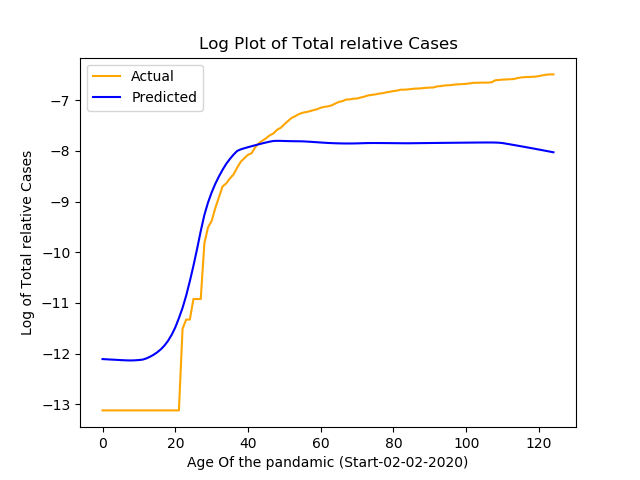 Log Plot of Total relative Cases
Actual
Predicted
−7
−8
−9
−10
−11
−12
−13
Log of Total relative Cases
0 20 40 60 80 100 120
Age Of the pandamic (Start-02-02-2020)